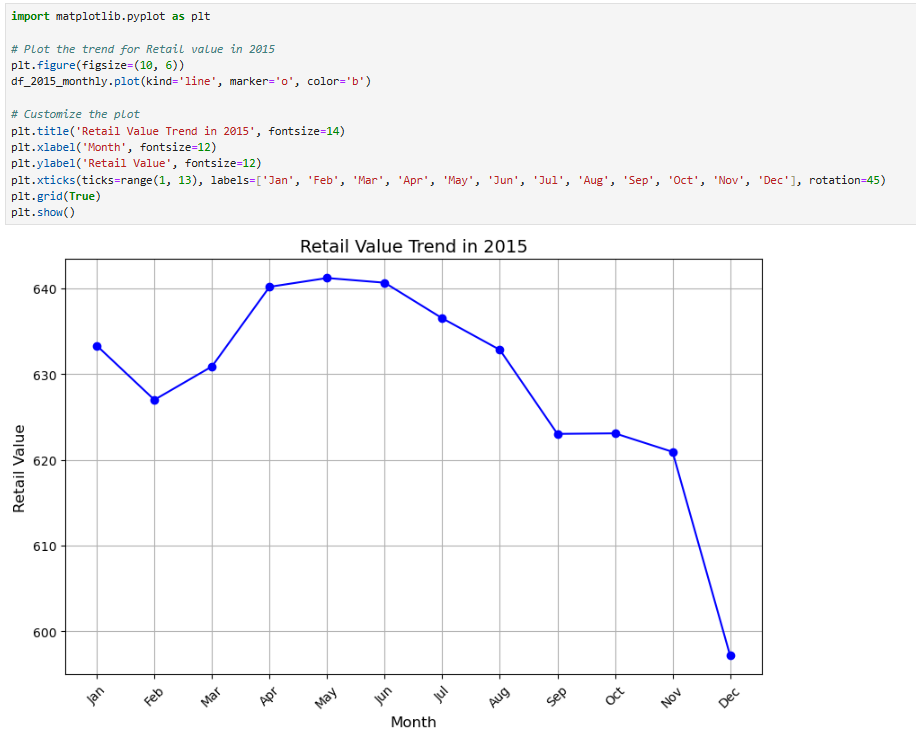 import matplotlib.pyplot as plt
# Plot the trend for Retail value in 2015
plt.figure(figsize=(10, 6))
df_2015_monthly.plot(kind='line', marker='o', color='b')
# Customize the plot
plt.title('Retail Value Trend in 2015', fontsize=14)
plt.xlabel('Month', fontsize=12)
plt.ylabel('Retail Value', fontsize=12)
plt.xticks(ticks=range(1, 13), labels=['Jan', 'Feb', 'Mar', 'Apr', 'May', 'Jun', 'Jul', 'Aug', 'Sep', 'Oct', 'Nov', 'Dec'], rotation=45)
plt.grid(True)
plt.show()
Retail Value Trend in 2015
640
630
620
610
600
Retail Value
Jan Feb Mar Apr May Jun Jul Aug Sep Oct Nov Dec
Month